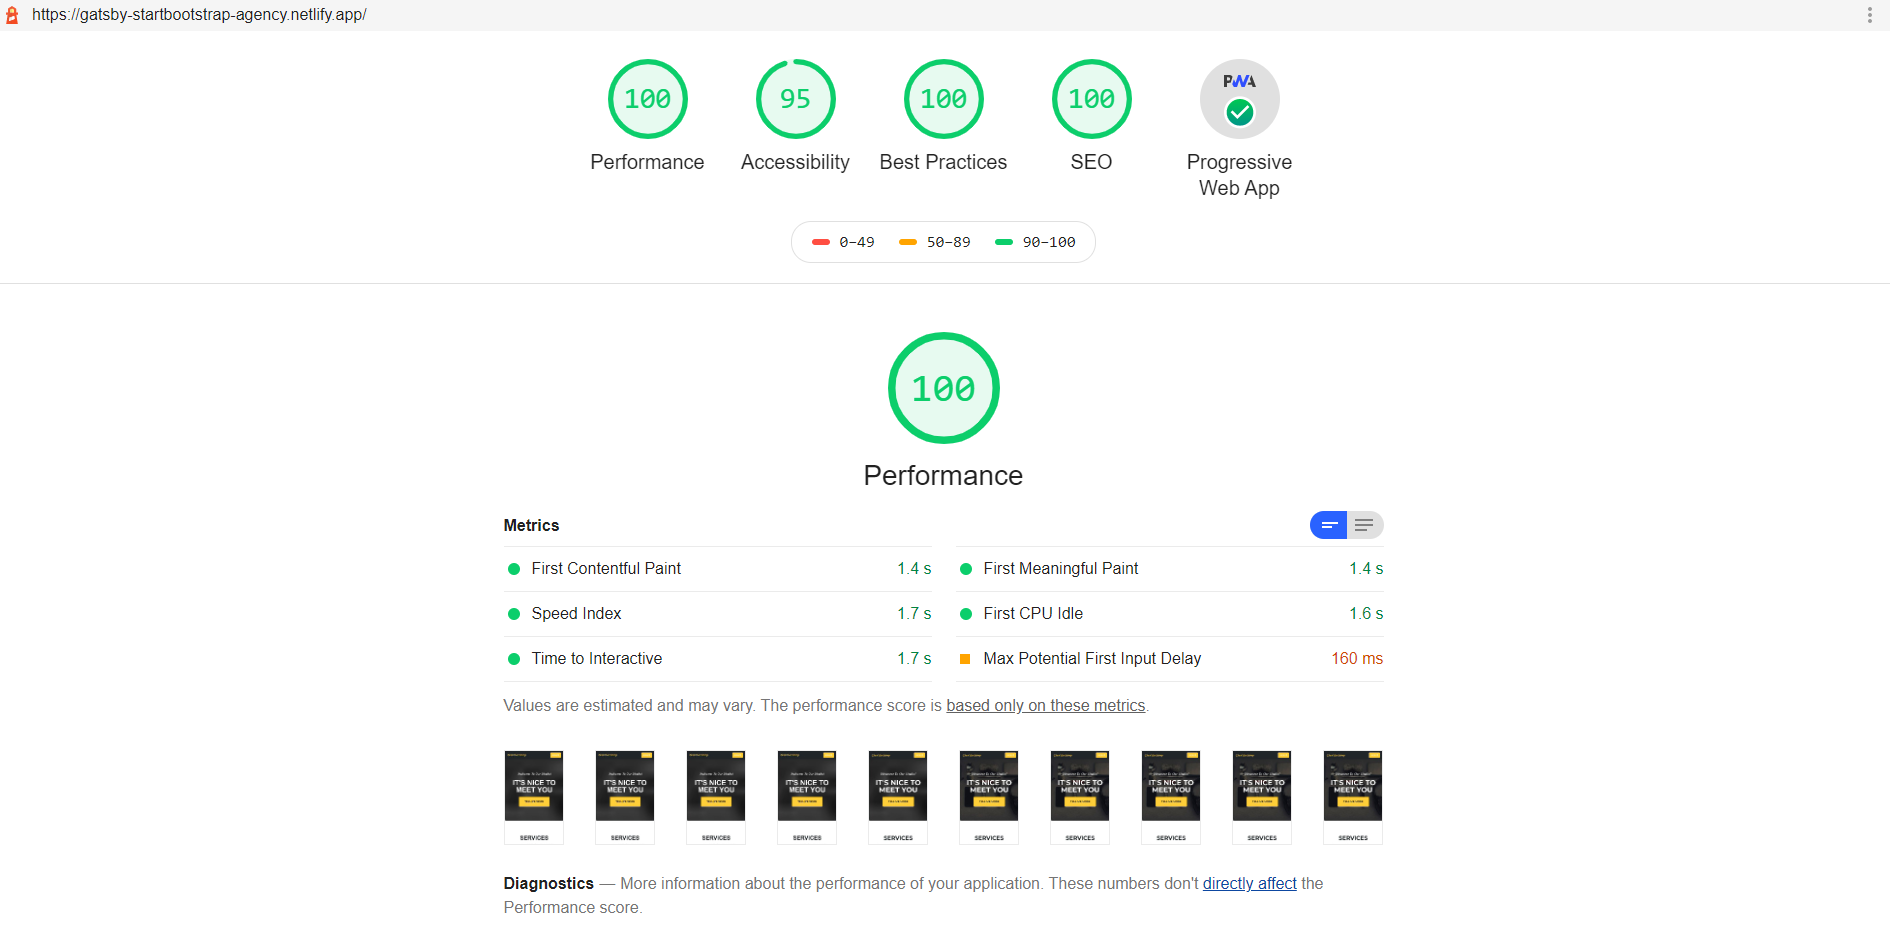 https://gatsby-startbootstrap-agency.netlify.app/
100 95 100 100 PWA
Performance Accessibility Best Practices SEO Progressive
Web App
0–49 50–89 90–100
100
Performance
Metrics
First Contentful Paint 1.4 s First Meaningful Paint 1.4 s
Speed Index 1.7 s First CPU Idle 1.6 s
Time to Interactive 1.7 s Max Potential First Input Delay 160 ms
Values are estimated and may vary. The performance score is based only on these metrics.
IT'S NICE TO IT'S NICE TO IT'S NICE TO IT'S NICE TO IT'S NICE TO IT'S NICE TO IT'S NICE TO IT'S NICE TO IT'S NICE TO IT'S NICE TO
MEET YOU MEET YOU MEET YOU MEET YOU MEET YOU MEET YOU MEET YOU MEET YOU MEET YOU MEET YOU
SERVICES SERVICES SERVICES SERVICES SERVICES SERVICES SERVICES SERVICES SERVICES SERVICES
Diagnostics — More information about the performance of your application. These numbers don't directly affect the
Performance score.